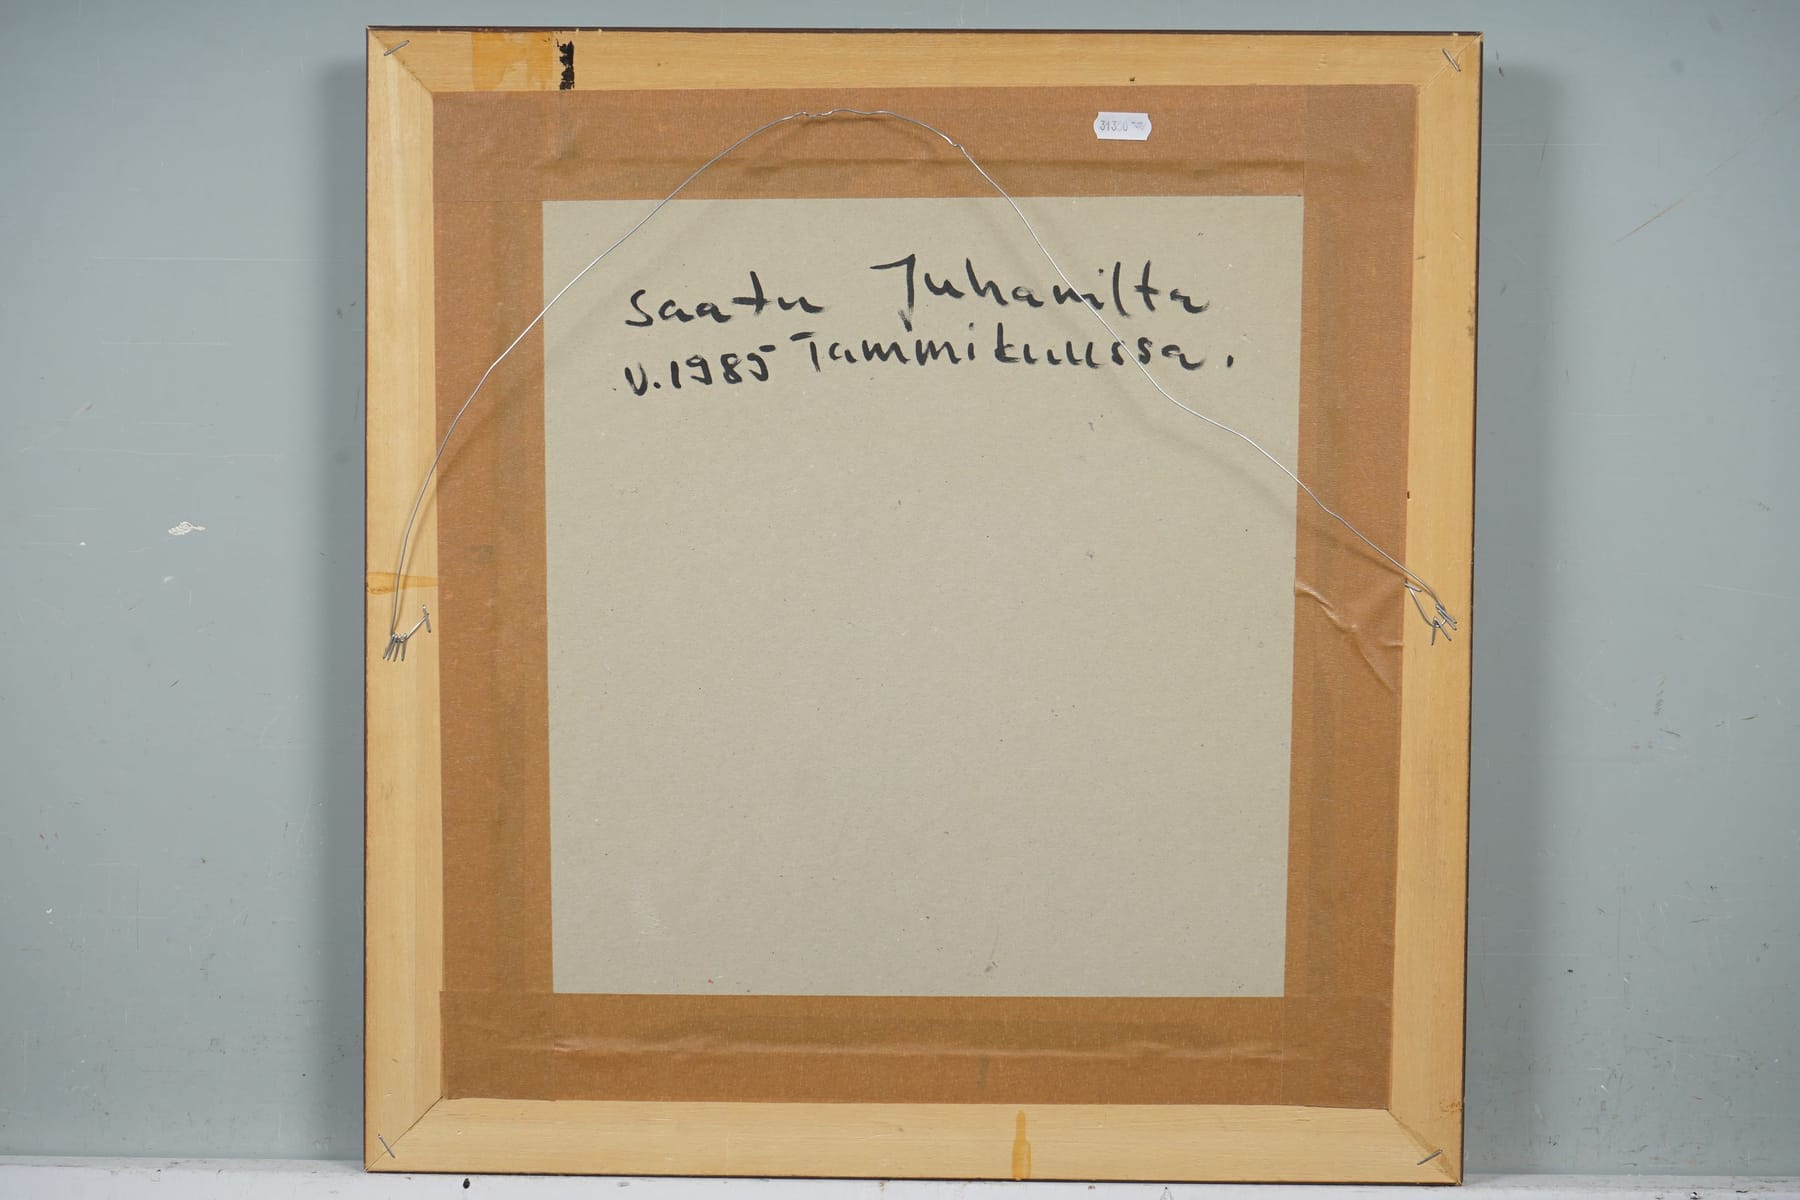 saatu Juhanilta
v. 1985 Tammikuussa.